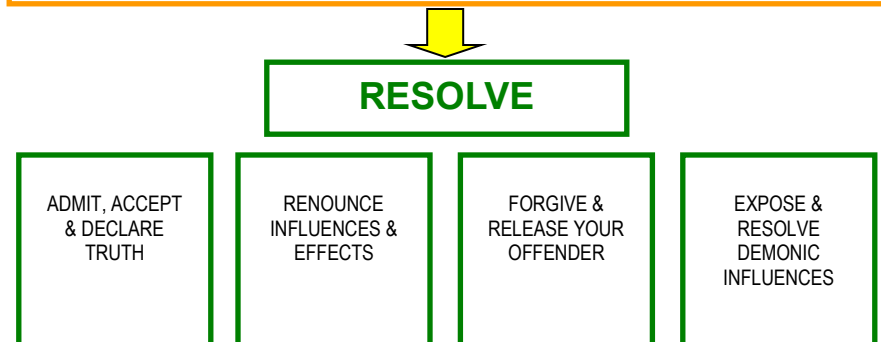 RESOLVE
ADMIT, ACCEPT
& DECLARE
TRUTH
RENOUNCE
INFLUENCES &
EFFECTS
FORGIVE &
RELEASE YOUR
OFFENDER
EXPOSE &
RESOLVE
DEMONIC
INFLUENCES